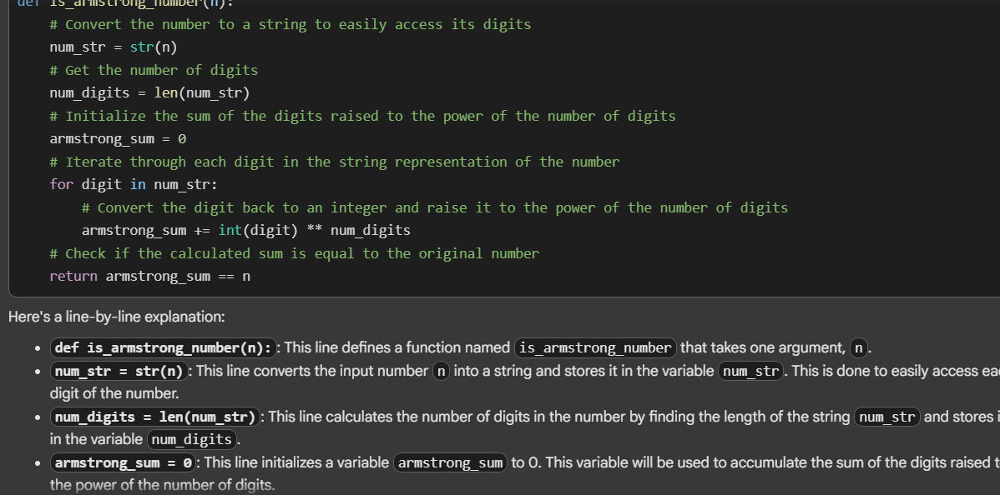 def is_armstrong_number(n):
    # Convert the number to a string to easily access its digits
    num_str = str(n)
    # Get the number of digits
    num_digits = len(num_str)
    # Initialize the sum of the digits raised to the power of the number of digits
    armstrong_sum = 0
    # Iterate through each digit in the string representation of the number
    for digit in num_str:
        # Convert the digit back to an integer and raise it to the power of the number of digits
        armstrong_sum += int(digit) ** num_digits
    # Check if the calculated sum is equal to the original number
    return armstrong_sum == n
Here's a line-by-line explanation:
• def is_armstrong_number(n): : This line defines a function named is_armstrong_number that takes one argument, n .
• num_str = str(n) : This line converts the input number n into a string and stores it in the variable num_str . This is done to easily access
digit of the number.
• num_digits = len(num_str) : This line calculates the number of digits in the number by finding the length of the string num_str and stores
in the variable num_digits .
• armstrong_sum = 0 : This line initializes a variable armstrong_sum to 0. This variable will be used to accumulate the sum of the digits raised
the power of the number of digits.